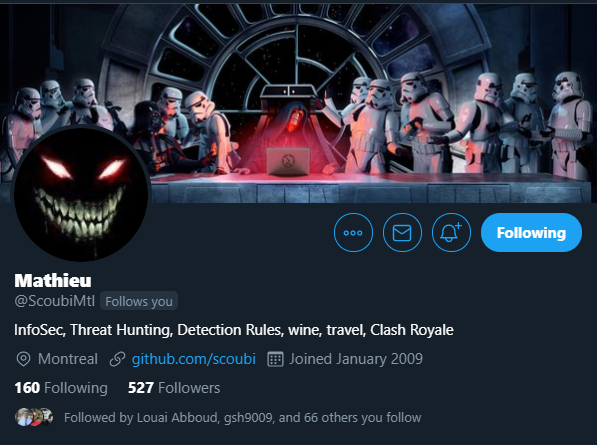 Following
Mathieu
@ScoubiMtl Follows you
InfoSec, Threat Hunting, Detection Rules, wine, travel, Clash Royale
Montreal github.com/scoubi Joined January 2009
160 Following 527 Followers
Followed by Louai Abboud, gsh9009, and 66 others you follow